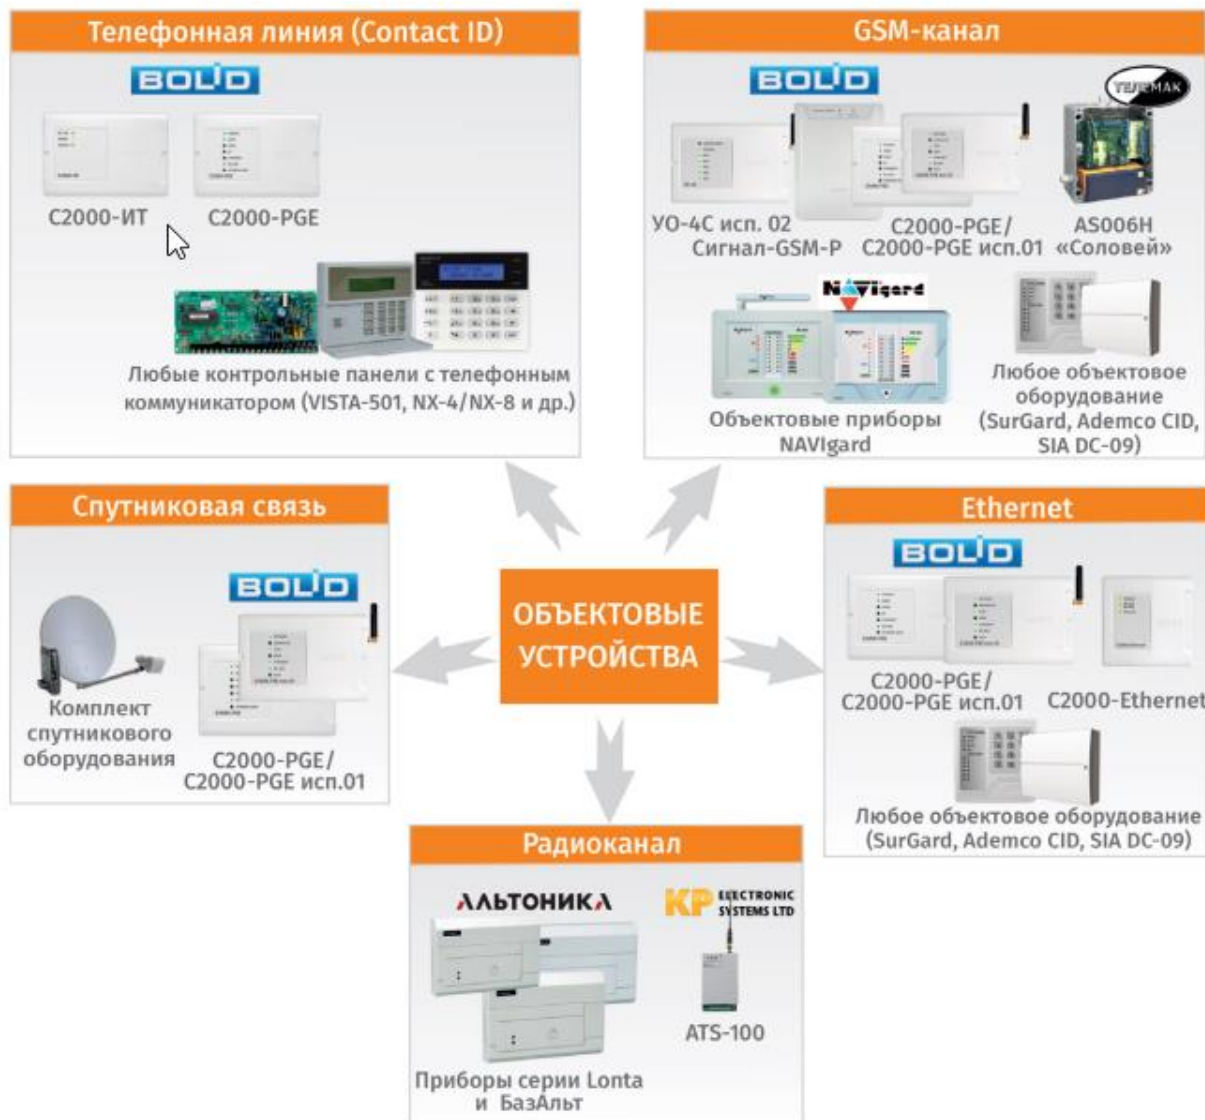 Телефонная линия (Contact ID)
BOLID
С2000-ИТ
С2000-PGE
Любые контрольные панели с телефонным
коммуникатором (VISTA-501, NX-4/NX-8 и др.)
GSM-канал
BOLID
ТЕЛЕМАК
УО-4С исп. 02
Сигнал-GSM-Р
С2000-PGE/
С2000-PGE исп.01
AS006H
«Соловей»
NAVIgard
Объектовые приборы
NAVIgard
Любое объектовое
оборудование
(SurGard, Ademco CID,
SIA DC-09)
Спутниковая связь
BOLID
Комплект
спутникового
оборудования
С2000-PGE/
С2000-PGE исп.01
ОБЪЕКТОВЫЕ
УСТРОЙСТВА
Ethernet
BOLID
С2000-PGE/
С2000-PGE исп.01
С2000-Ethernet
Любое объектовое оборудование
(SurGard, Ademco CID, SIA DC-09)
Радиоканал
АЛЬТОНИКА
KP ELECTRONIC
SYSTEMS LTD
ATS-100
Приборы серии Lonta
и БазАльт